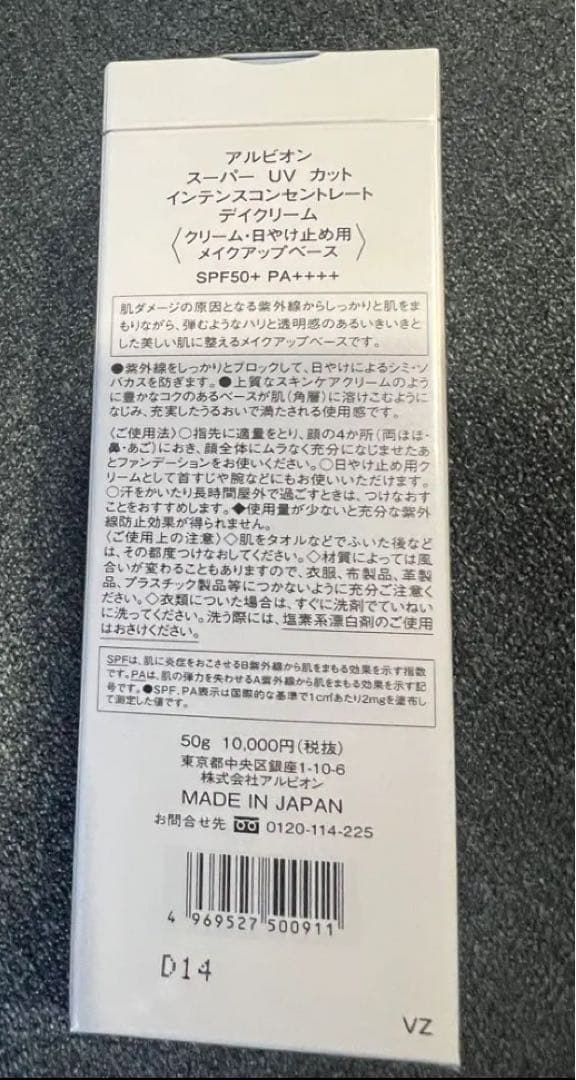 アルビオン
スーパー UV カット
インテンスコンセントレート
デイクリーム
〈クリーム・日やけ止め用
メイクアップベース〉
SPF50+ PA++++
肌ダメージの原因となる紫外線からしっかりと肌をま
もりながら、弾むようなハリと透明感のあるいきいきと
した美しい肌に整えるメイクアップベースです。
●紫外線をしっかりとブロックして、日やけによるシミ・ソ
バカスを防ぎます。●上質なスキンケアクリームのよう
に豊かなコクのあるベースが肌(角層)に溶けこむように
なじみ、充実したうるおいで満たされる使用感です。
〈ご使用法〉○指先に適量をとり、顔の4か所(両ほほ・
鼻・あご)におき、顔全体にムラなく充分になじませたあ
とファンデーションをお使いください。○日やけ止め用ク
リームとして首すじや腕などにもお使いいただけます。
○汗をかいたり長時間屋外で過ごすときは、つけなおす
ことをおすすめします。◆使用量が少ないと充分な紫外
線防止効果が得られません。
〈ご使用上の注意〉◇肌をタオルなどでふいた後など
は、その都度つけなおしてください。◇材質によっては風
合いが変わることもありますので、衣服、布製品、革製
品、プラスチック製品等につかないように充分ご注意く
ださい。◇衣類についた場合は、すぐに洗剤でていねい
に洗ってください。洗う際には、塩素系漂白剤のご使用
はおさけください。
SPFは、肌に炎症をおこさせるB紫外線から肌をまもる効果を示す指数
です。PAは、肌の弾力を失わせるA紫外線から肌をまもる効果を示す記
号です。●SPF、PA表示は国際的な基準で1c㎡あたり2mgを塗布し
て測定した値です。
50g 10,000円(税抜)
東京都中央区銀座1-10-6
株式会社アルビオン
MADE IN JAPAN
お問合せ先 0120-114-225
4 969527 500911
D14
VZ